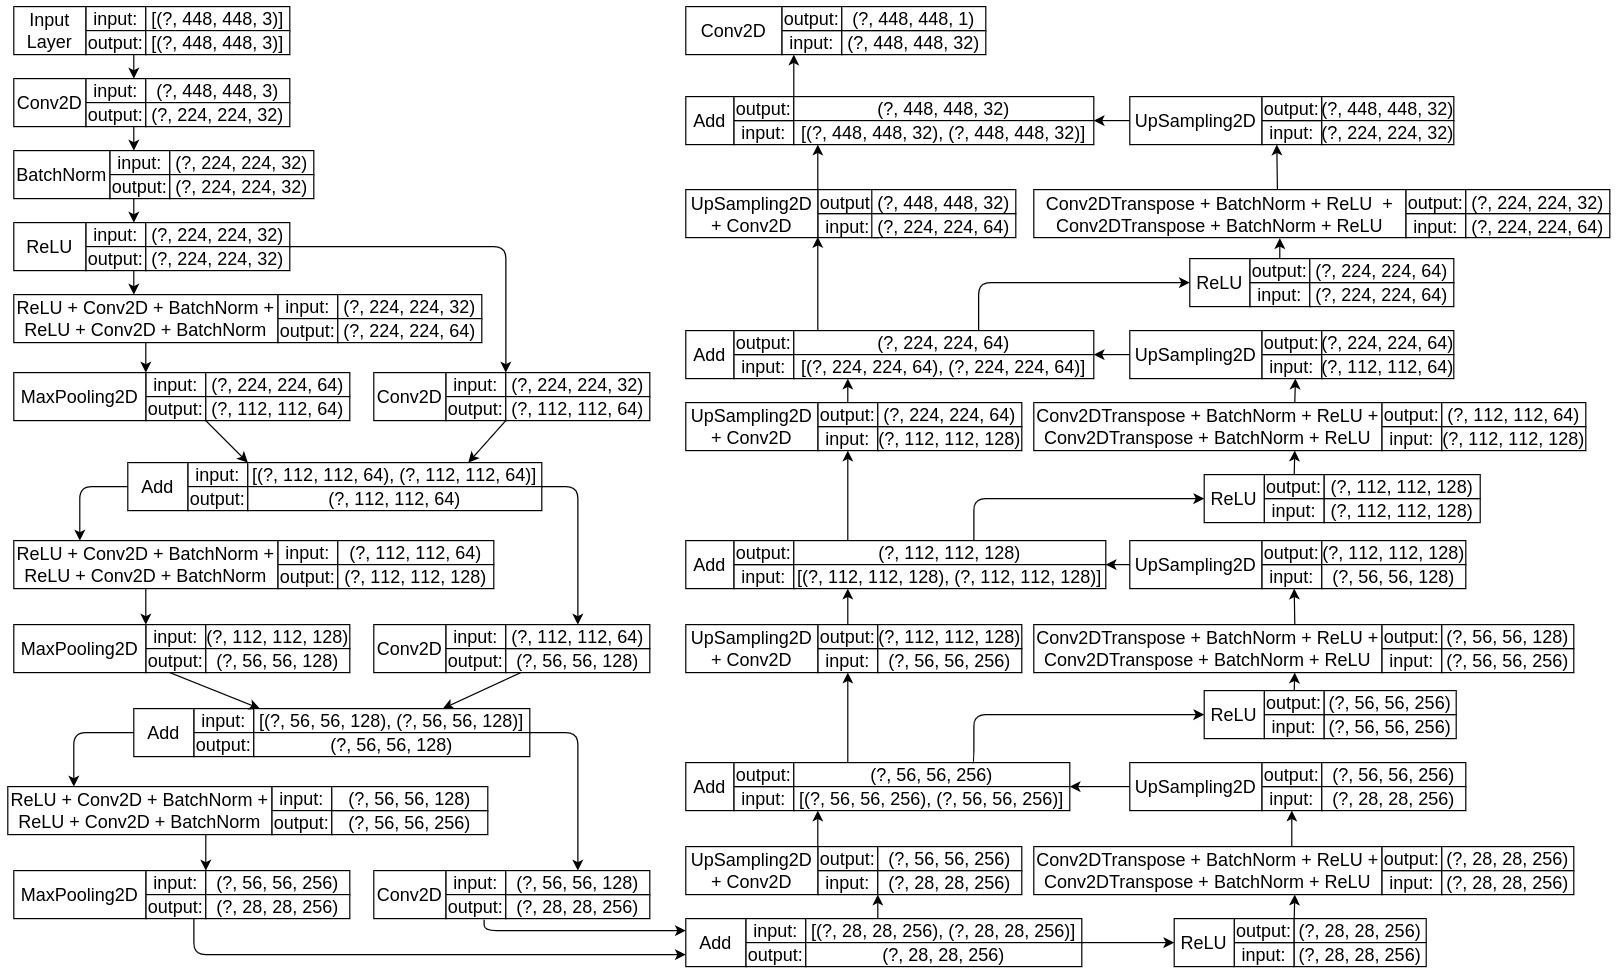 Input Layer
input: [(?, 448, 448, 3)]
output: [(?, 448, 448, 3)]
Conv2D
input: (?, 448, 448, 3)
output: (?, 224, 224, 32)
BatchNorm
input: (?, 224, 224, 32)
output: (?, 224, 224, 32)
ReLU
input: (?, 224, 224, 32)
output: (?, 224, 224, 32)
ReLU + Conv2D + BatchNorm +
ReLU + Conv2D + BatchNorm
input: (?, 224, 224, 32)
output: (?, 224, 224, 64)
MaxPooling2D
input: (?, 224, 224, 64)
output: (?, 112, 112, 64)
Conv2D
input: (?, 224, 224, 32)
output: (?, 112, 112, 64)
Add
input: [(?, 112, 112, 64), (?, 112, 112, 64)]
output: (?, 112, 112, 64)
ReLU + Conv2D + BatchNorm +
ReLU + Conv2D + BatchNorm
input: (?, 112, 112, 64)
output: (?, 112, 112, 128)
MaxPooling2D
input: (?, 112, 112, 128)
output: (?, 56, 56, 128)
Conv2D
input: (?, 112, 112, 64)
output: (?, 56, 56, 128)
Add
input: [(?, 56, 56, 128), (?, 56, 56, 128)]
output: (?, 56, 56, 128)
ReLU + Conv2D + BatchNorm +
ReLU + Conv2D + BatchNorm
input: (?, 56, 56, 128)
output: (?, 56, 56, 256)
MaxPooling2D
input: (?, 56, 56, 256)
output: (?, 28, 28, 256)
Conv2D
input: (?, 56, 56, 128)
output: (?, 28, 28, 256)
Conv2D
output: (?, 448, 448, 1)
input: (?, 448, 448, 32)
Add
output: (?, 448, 448, 32)
input: [(?, 448, 448, 32), (?, 448, 448, 32)]
UpSampling2D
output: (?, 448, 448, 32)
input: (?, 224, 224, 32)
UpSampling2D
+ Conv2D
output (?, 448, 448, 32)
input: (?, 224, 224, 64)
Conv2DTranspose + BatchNorm + ReLU +
Conv2DTranspose + BatchNorm + ReLU
output: (?, 224, 224, 32)
input: (?, 224, 224, 64)
ReLU
output: (?, 224, 224, 64)
input: (?, 224, 224, 64)
Add
output: (?, 224, 224, 64)
input: [(?, 224, 224, 64), (?, 224, 224, 64)]
UpSampling2D
output: (?, 224, 224, 64)
input: (?, 112, 112, 64)
UpSampling2D
+ Conv2D
output: (?, 224, 224, 64)
input: (?, 112, 112, 128)
Conv2DTranspose + BatchNorm + ReLU +
Conv2DTranspose + BatchNorm + ReLU
output: (?, 112, 112, 64)
input: (?, 112, 112, 128)
ReLU
output: (?, 112, 112, 128)
input: (?, 112, 112, 128)
Add
output: (?, 112, 112, 128)
input: [(?, 112, 112, 128), (?, 112, 112, 128)]
UpSampling2D
output: (?, 112, 112, 128)
input: (?, 56, 56, 128)
UpSampling2D
+ Conv2D
output: (?, 112, 112, 128)
input: (?, 56, 56, 256)
Conv2DTranspose + BatchNorm + ReLU +
Conv2DTranspose + BatchNorm + ReLU
output: (?, 56, 56, 128)
input: (?, 56, 56, 256)
ReLU
output: (?, 56, 56, 256)
input: (?, 56, 56, 256)
Add
output: (?, 56, 56, 256)
input: [(?, 56, 56, 256), (?, 56, 56, 256)]
UpSampling2D
output: (?, 56, 56, 256)
input: (?, 28, 28, 256)
UpSampling2D
+ Conv2D
output: (?, 56, 56, 256)
input: (?, 28, 28, 256)
Conv2DTranspose + BatchNorm + ReLU +
Conv2DTranspose + BatchNorm + ReLU
output: (?, 28, 28, 256)
input: (?, 28, 28, 256)
Add
input: [(?, 28, 28, 256), (?, 28, 28, 256)]
output: (?, 28, 28, 256)
ReLU
output: (?, 28, 28, 256)
input: (?, 28, 28, 256)